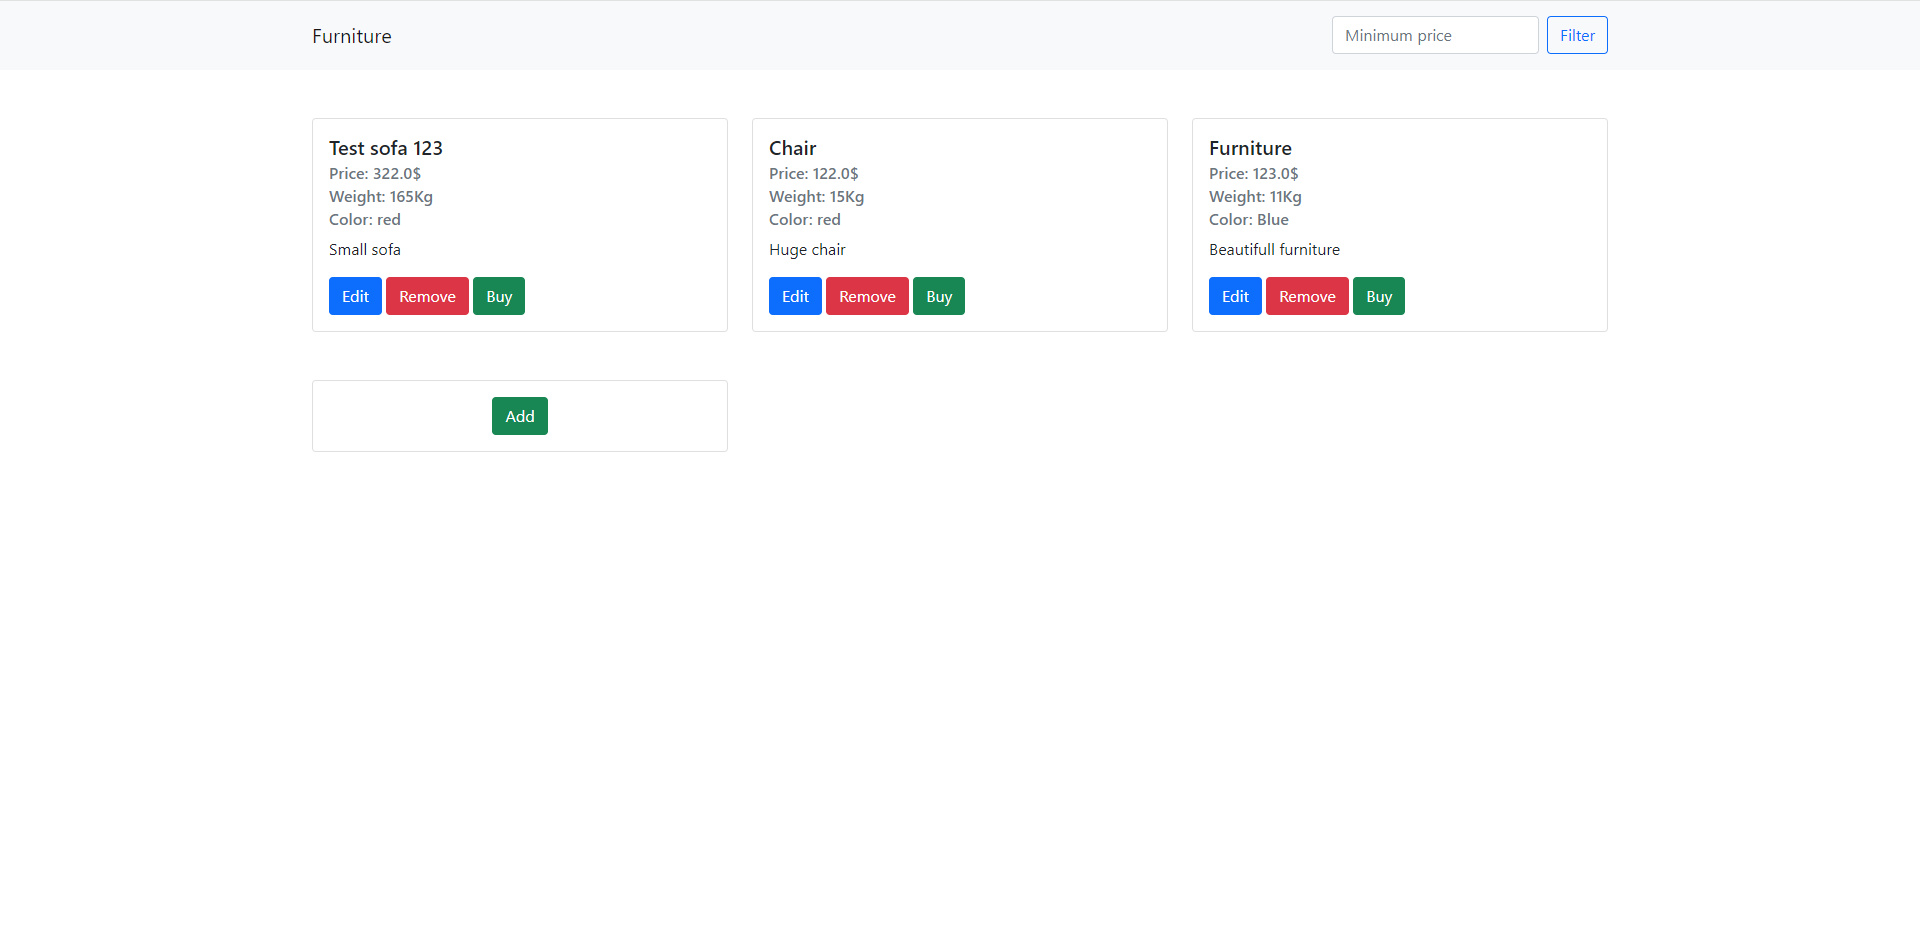 Furniture
Minimum price
Filter
Test sofa 123
Price: 322.0$
Weight: 165Kg
Color: red
Small sofa
Edit Remove Buy
Chair
Price: 122.0$
Weight: 15Kg
Color: red
Huge chair
Edit Remove Buy
Furniture
Price: 123.0$
Weight: 11Kg
Color: Blue
Beautifull furniture
Edit Remove Buy
Add